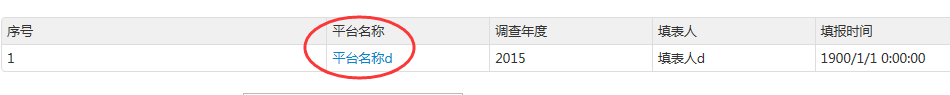 序号 平台名称 调查年度 填表人 填报时间
1 平台名称d 2015 填表人d 1900/1/1 0:00:00